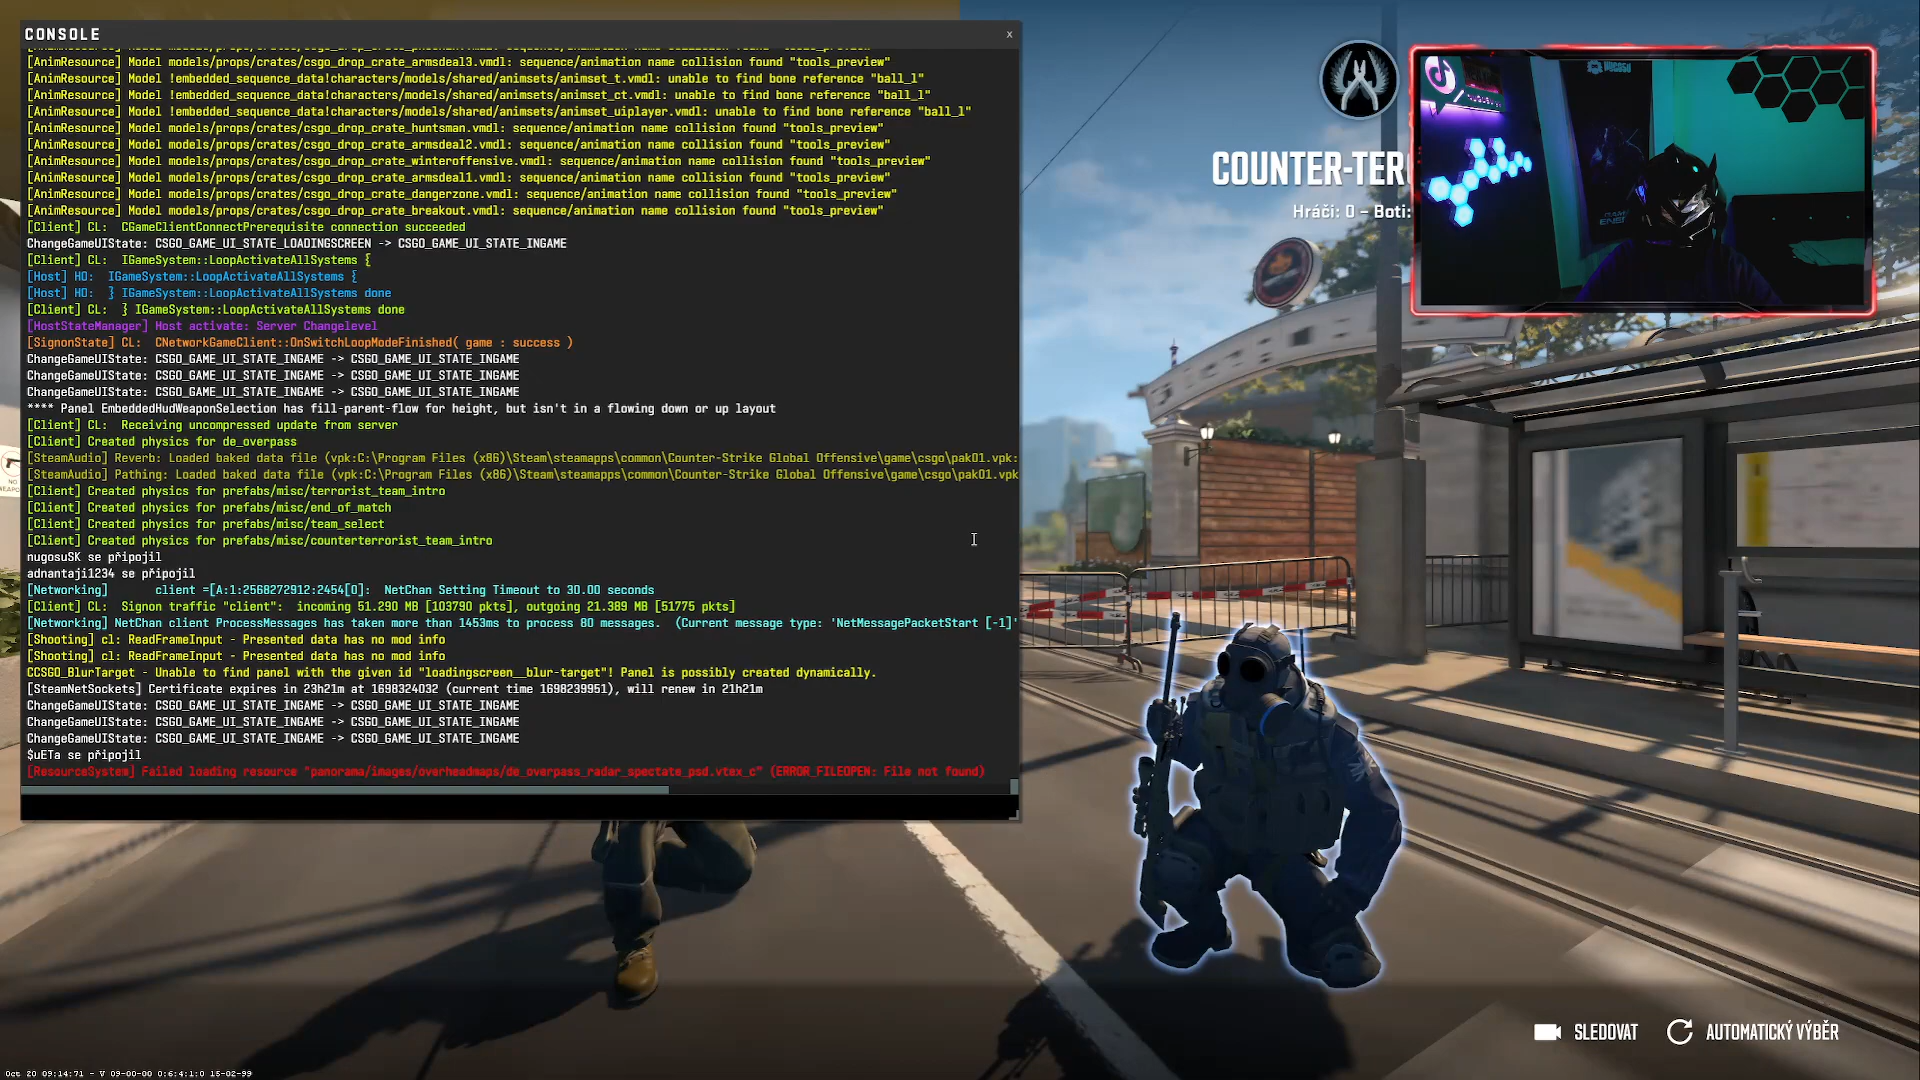 CONSOLE
x
[AnimResource] Model models/props/crates/csgo_drop_crate_armsdeal3.vmdl: sequence/animation name collision found "tools_preview"
[AnimResource] Model !embedded_sequence_data!characters/models/shared/animsets/animset_t.vmdl: unable to find bone reference "ball_l"
[AnimResource] Model !embedded_sequence_data!characters/models/shared/animsets/animset_ct.vmdl: unable to find bone reference "ball_l"
[AnimResource] Model !embedded_sequence_data!characters/models/shared/animsets/animset_uiplayer.vmdl: unable to find bone reference "ball_l"
[AnimResource] Model models/props/crates/csgo_drop_crate_huntsman.vmdl: sequence/animation name collision found "tools_preview"
[AnimResource] Model models/props/crates/csgo_drop_crate_armsdeal2.vmdl: sequence/animation name collision found "tools_preview"
[AnimResource] Model models/props/crates/csgo_drop_crate_winteroffensive.vmdl: sequence/animation name collision found "tools_preview"
[AnimResource] Model models/props/crates/csgo_drop_crate_armsdeal1.vmdl: sequence/animation name collision found "tools_preview"
[AnimResource] Model models/props/crates/csgo_drop_crate_dangerzone.vmdl: sequence/animation name collision found "tools_preview"
[AnimResource] Model models/props/crates/csgo_drop_crate_breakout.vmdl: sequence/animation name collision found "tools_preview"
[Client] CL:  CGameClientConnectPrerequisite connection succeeded
ChangeGameUIState: CSGO_GAME_UI_STATE_LOADINGSCREEN -> CSGO_GAME_UI_STATE_INGAME
[Client] CL:  IGameSystem::LoopActivateAllSystems {
[Host] HO:  IGameSystem::LoopActivateAllSystems {
[Host] HO:  } IGameSystem::LoopActivateAllSystems done
[Client] CL:  } IGameSystem::LoopActivateAllSystems done
[HostStateManager] Host activate: Server Changelevel
[SignonState] CL:  CNetworkGameClient::OnSwitchLoopModeFinished( game : success )
ChangeGameUIState: CSGO_GAME_UI_STATE_INGAME -> CSGO_GAME_UI_STATE_INGAME
ChangeGameUIState: CSGO_GAME_UI_STATE_INGAME -> CSGO_GAME_UI_STATE_INGAME
ChangeGameUIState: CSGO_GAME_UI_STATE_INGAME -> CSGO_GAME_UI_STATE_INGAME
**** Panel EmbeddedHudWeaponSelection has fill-parent-flow for height, but isn't in a flowing down or up layout
[Client] CL:  Receiving uncompressed update from server
[Client] Created physics for de_overpass
[SteamAudio] Reverb: Loaded baked data file (vpk:C:\Program Files (x86)\Steam\steamapps\common\Counter-Strike Global Offensive\game\csgo\pak01.vpk:
[SteamAudio] Pathing: Loaded baked data file (vpk:C:\Program Files (x86)\Steam\steamapps\common\Counter-Strike Global Offensive\game\csgo\pak01.vpk
[Client] Created physics for prefabs/misc/terrorist_team_intro
[Client] Created physics for prefabs/misc/end_of_match
[Client] Created physics for prefabs/misc/team_select
[Client] Created physics for prefabs/misc/counterterrorist_team_intro
nugosuSK se připojil
adnantaji1234 se připojil
[Networking]       client =[A:1:2568272912:2454[0]:  NetChan Setting Timeout to 30.00 seconds
[Client] CL:  Signon traffic "client":  incoming 51.290 MB [103790 pkts], outgoing 21.389 MB [51775 pkts]
[Networking] NetChan client ProcessMessages has taken more than 1453ms to process 80 messages.  (Current message type: 'NetMessagePacketStart [-1]'
[Shooting] cl: ReadFrameInput - Presented data has no mod info
[Shooting] cl: ReadFrameInput - Presented data has no mod info
CCSGO_BlurTarget - Unable to find panel with the given id "loadingscreen__blur-target"! Panel is possibly created dynamically.
[SteamNetSockets] Certificate expires in 23h21m at 1698324032 (current time 1698239951), will renew in 21h21m
ChangeGameUIState: CSGO_GAME_UI_STATE_INGAME -> CSGO_GAME_UI_STATE_INGAME
ChangeGameUIState: CSGO_GAME_UI_STATE_INGAME -> CSGO_GAME_UI_STATE_INGAME
ChangeGameUIState: CSGO_GAME_UI_STATE_INGAME -> CSGO_GAME_UI_STATE_INGAME
$uETa se připojil
[ResourceSystem] Failed loading resource "panorama/images/overheadmaps/de_overpass_radar_spectate_psd.vtex_c" (ERROR_FILEOPEN: File not found)
COUNTER-TER
Hráči: 0 – Boti:
SLEDOVAT
AUTOMATICKÝ VÝBĚR
Oct 20 09:14:71 - V 09-00-00 0:6:4:1:0 15-02-99